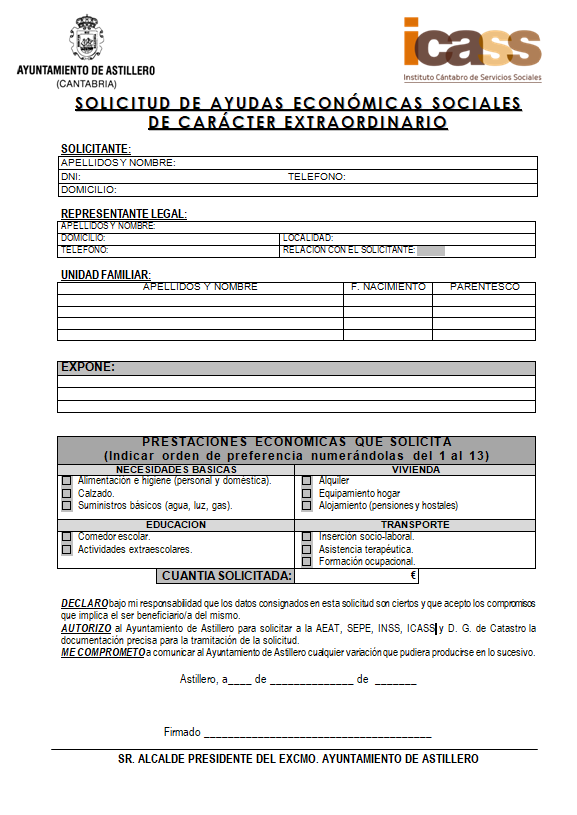 AYUNTAMIENTO DE ASTILLERO
(CANTABRIA)
icass
Instituto Cántabro de Servicios Sociales
SOLICITUD DE AYUDAS ECONÓMICAS SOCIALES
DE CARÁCTER EXTRAORDINARIO
SOLICITANTE:
APELLIDOS Y NOMBRE:
DNI: TELEFONO:
DOMICILIO:
REPRESENTANTE LEGAL:
APELLIDOS Y NOMBRE:
DOMICILIO: LOCALIDAD:
TELEFONO: RELACION CON EL SOLICITANTE:
UNIDAD FAMILIAR:
APELLIDOS Y NOMBRE F. NACIMIENTO PARENTESCO
EXPONE:
PRESTACIONES ECONOMICAS QUE SOLICITA
(Indicar orden de preferencia numerándolas del 1 al 13)
NECESIDADES BASICAS VIVIENDA
Alimentación e higiene (personal y doméstica). Alquiler
Calzado. Equipamiento hogar
Suministros básicos (agua, luz, gas). Alojamiento (pensiones y hostales)
EDUCACION TRANSPORTE
Comedor escolar. Inserción socio-laboral.
Actividades extraescolares. Asistencia terapéutica.
Formación ocupacional.
CUANTIA SOLICITADA: €
DECLARO bajo mi responsabilidad que los datos consignados en esta solicitud son ciertos y que acepto los compromisos
que implica el ser beneficiario/a del mismo.
AUTORIZO al Ayuntamiento de Astillero para solicitar a la AEAT, SEPE, INSS, ICASS y D. G. de Catastro la
documentación precisa para la tramitación de la solicitud.
ME COMPROMETO a comunicar al Ayuntamiento de Astillero cualquier variación que pudiera producirse en lo sucesivo.
Astillero, a____ de ______________ de _______
Firmado ______________________________________
SR. ALCALDE PRESIDENTE DEL EXCMO. AYUNTAMIENTO DE ASTILLERO